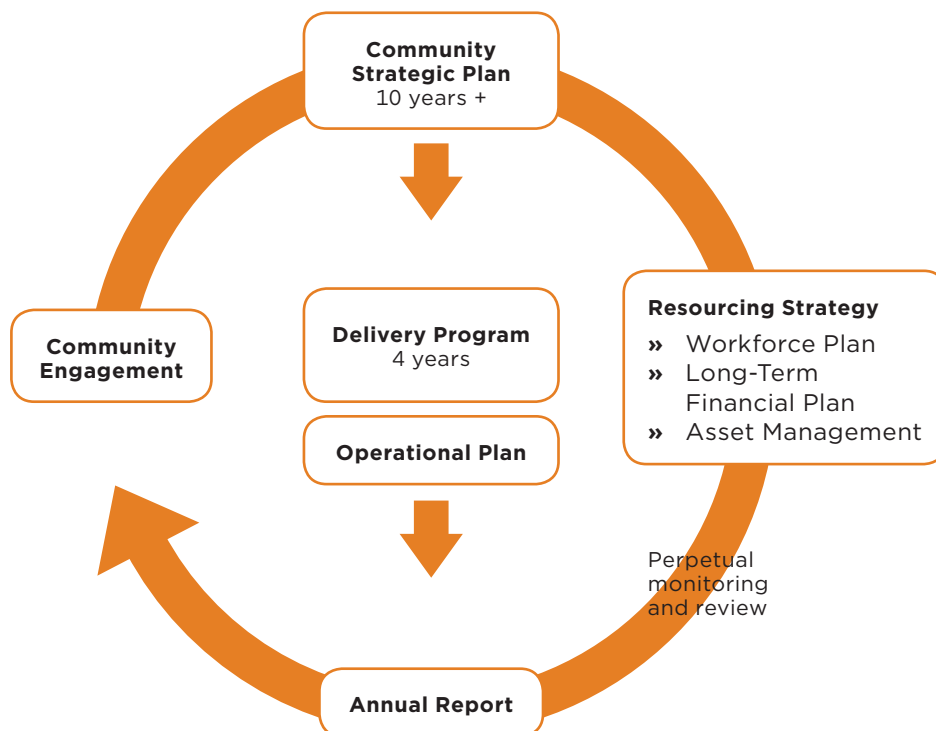 Community
Strategic Plan
10 years +
Community
Engagement
Delivery Program
4 years
Operational Plan
Resourcing Strategy
» Workforce Plan
» Long-Term
Financial Plan
» Asset Management
Perpetual
monitoring
and review
Annual Report